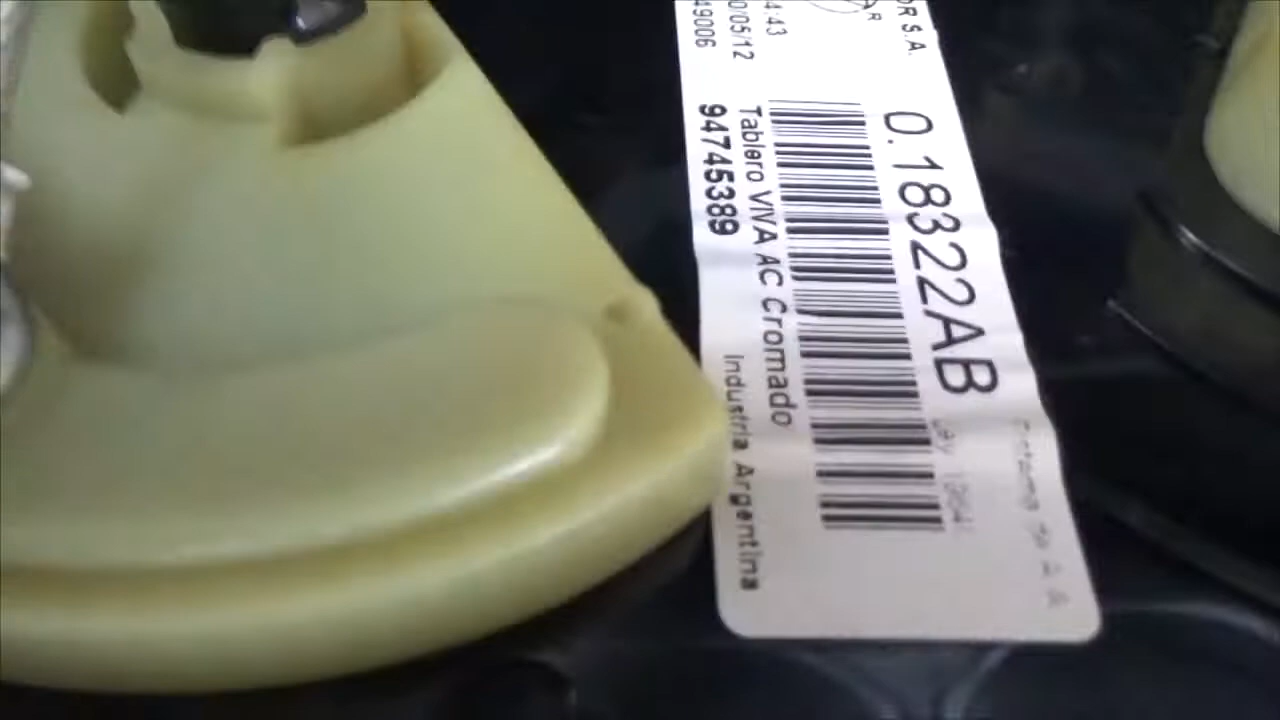 OR S.A.
0.18322AB
4:43
0/05/12
49006
Tablero VIVA AC Cromado
94745389
Industria Argentina